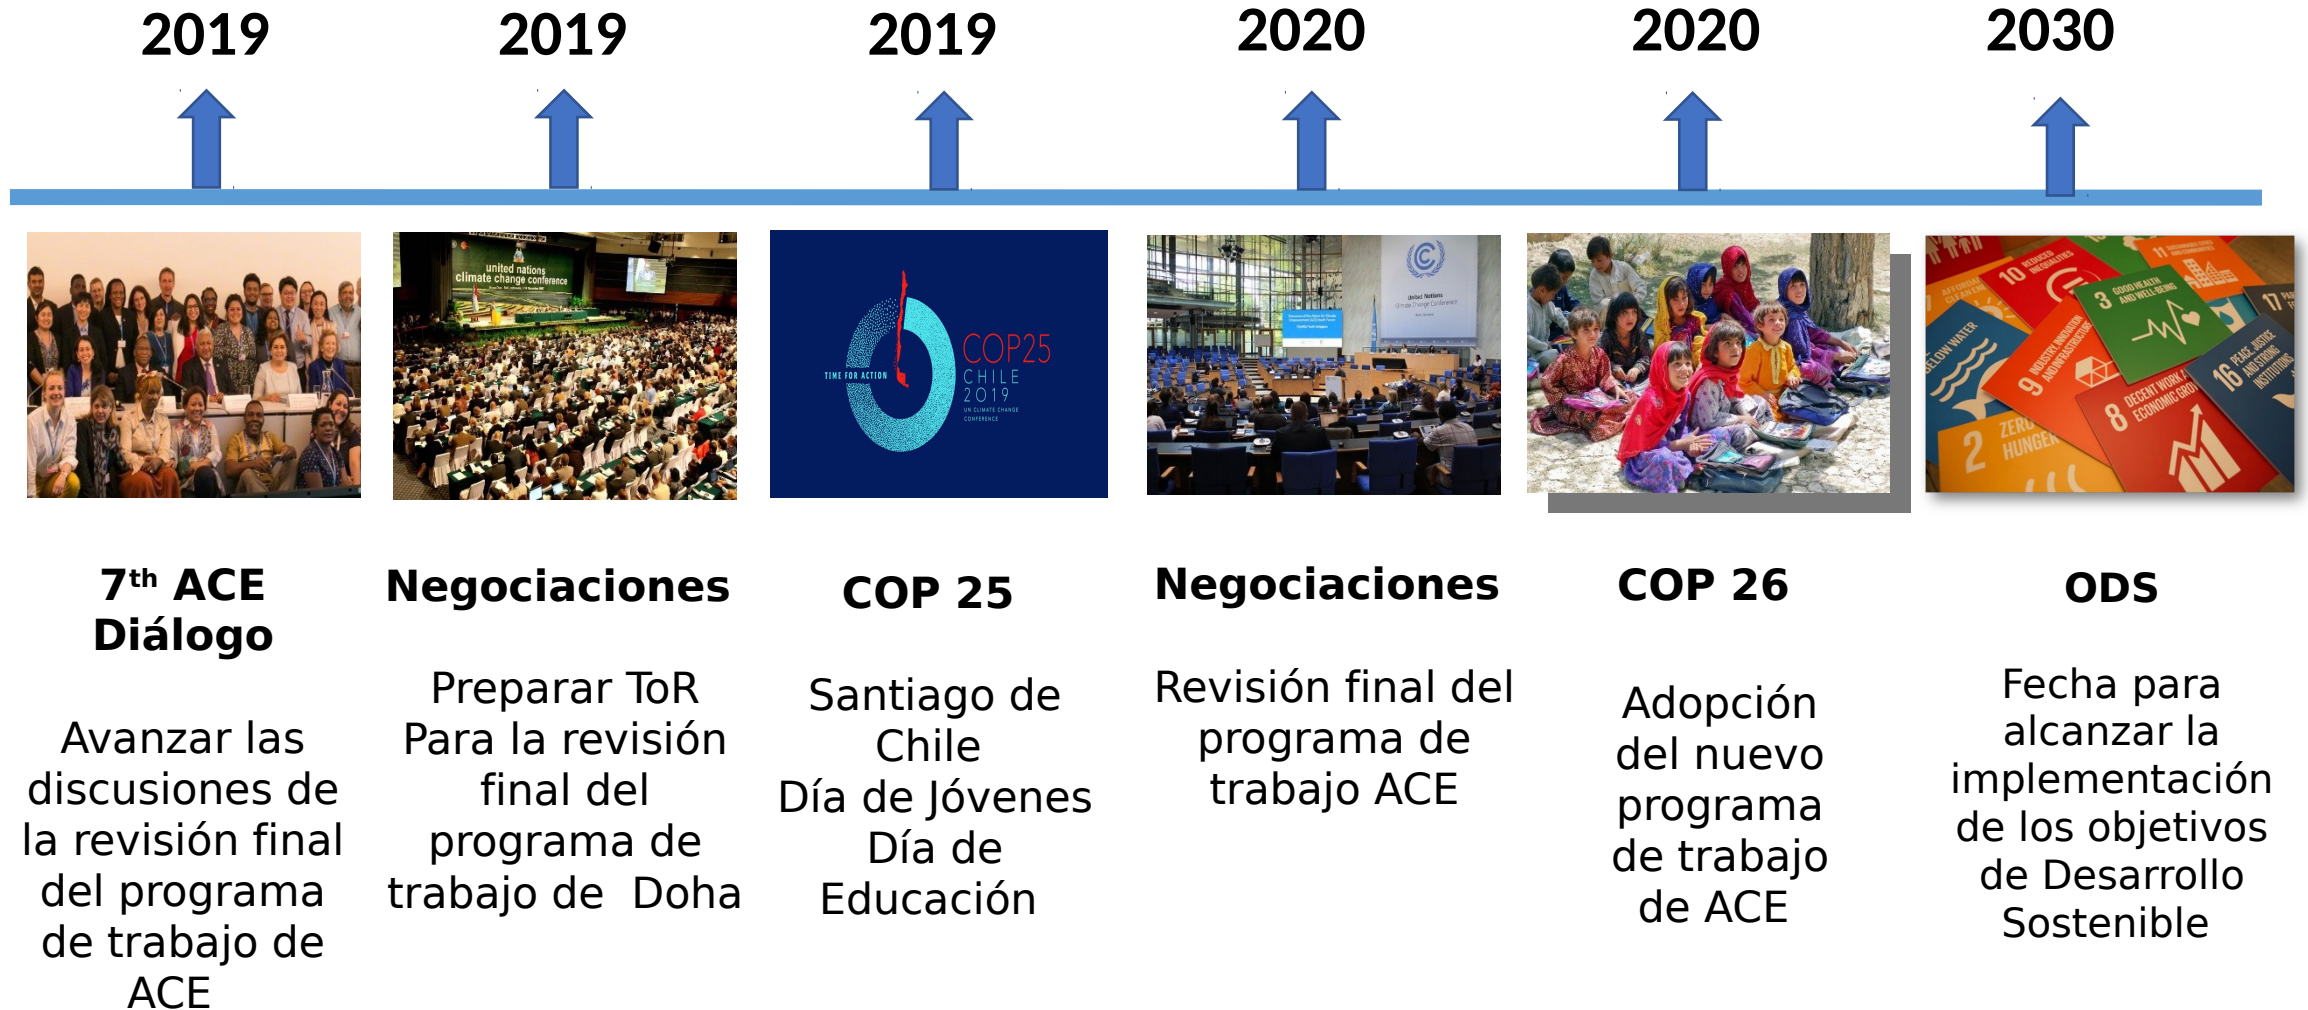 2019
2019
2019
2020
2020
2030
united nations
climate change conference
TIME FOR ACTION
COP25
CHILE
2019
UN CLIMATE CHANGE
CONFERENCE
United Nations
Climate Change Conference
10 REDUCED
INEQUALITIES
11
3 GOOD HEALTH
AND WELL-BEING
17
BELOW WATER
9 INDUSTRY, INNOVATION
AND INFRASTRUCTURE
16 PEACE, JUSTICE
AND STRONG
INSTITUTIONS
8 DECENT WORK
ECONOMIC
2 ZERO
HUNGER
7th ACE
Diálogo
Avanzar las
discusiones de
la revisión final
del programa
de trabajo de
ACE
Negociaciones
Preparar ToR
Para la revisión
final del
programa de
trabajo de  Doha
COP 25
Santiago de
Chile
Día de Jóvenes
Día de
Educación
Negociaciones
Revisión final del
programa de
trabajo ACE
COP 26
Adopción
del nuevo
programa
de trabajo
de ACE
ODS
Fecha para
alcanzar la
implementación
de los objetivos
de Desarrollo
Sostenible